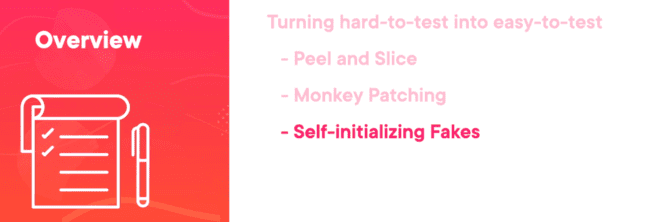 Overview
Turning hard-to-test into easy-to-test
- Peel and Slice
- Monkey Patching
- Self-initializing Fakes